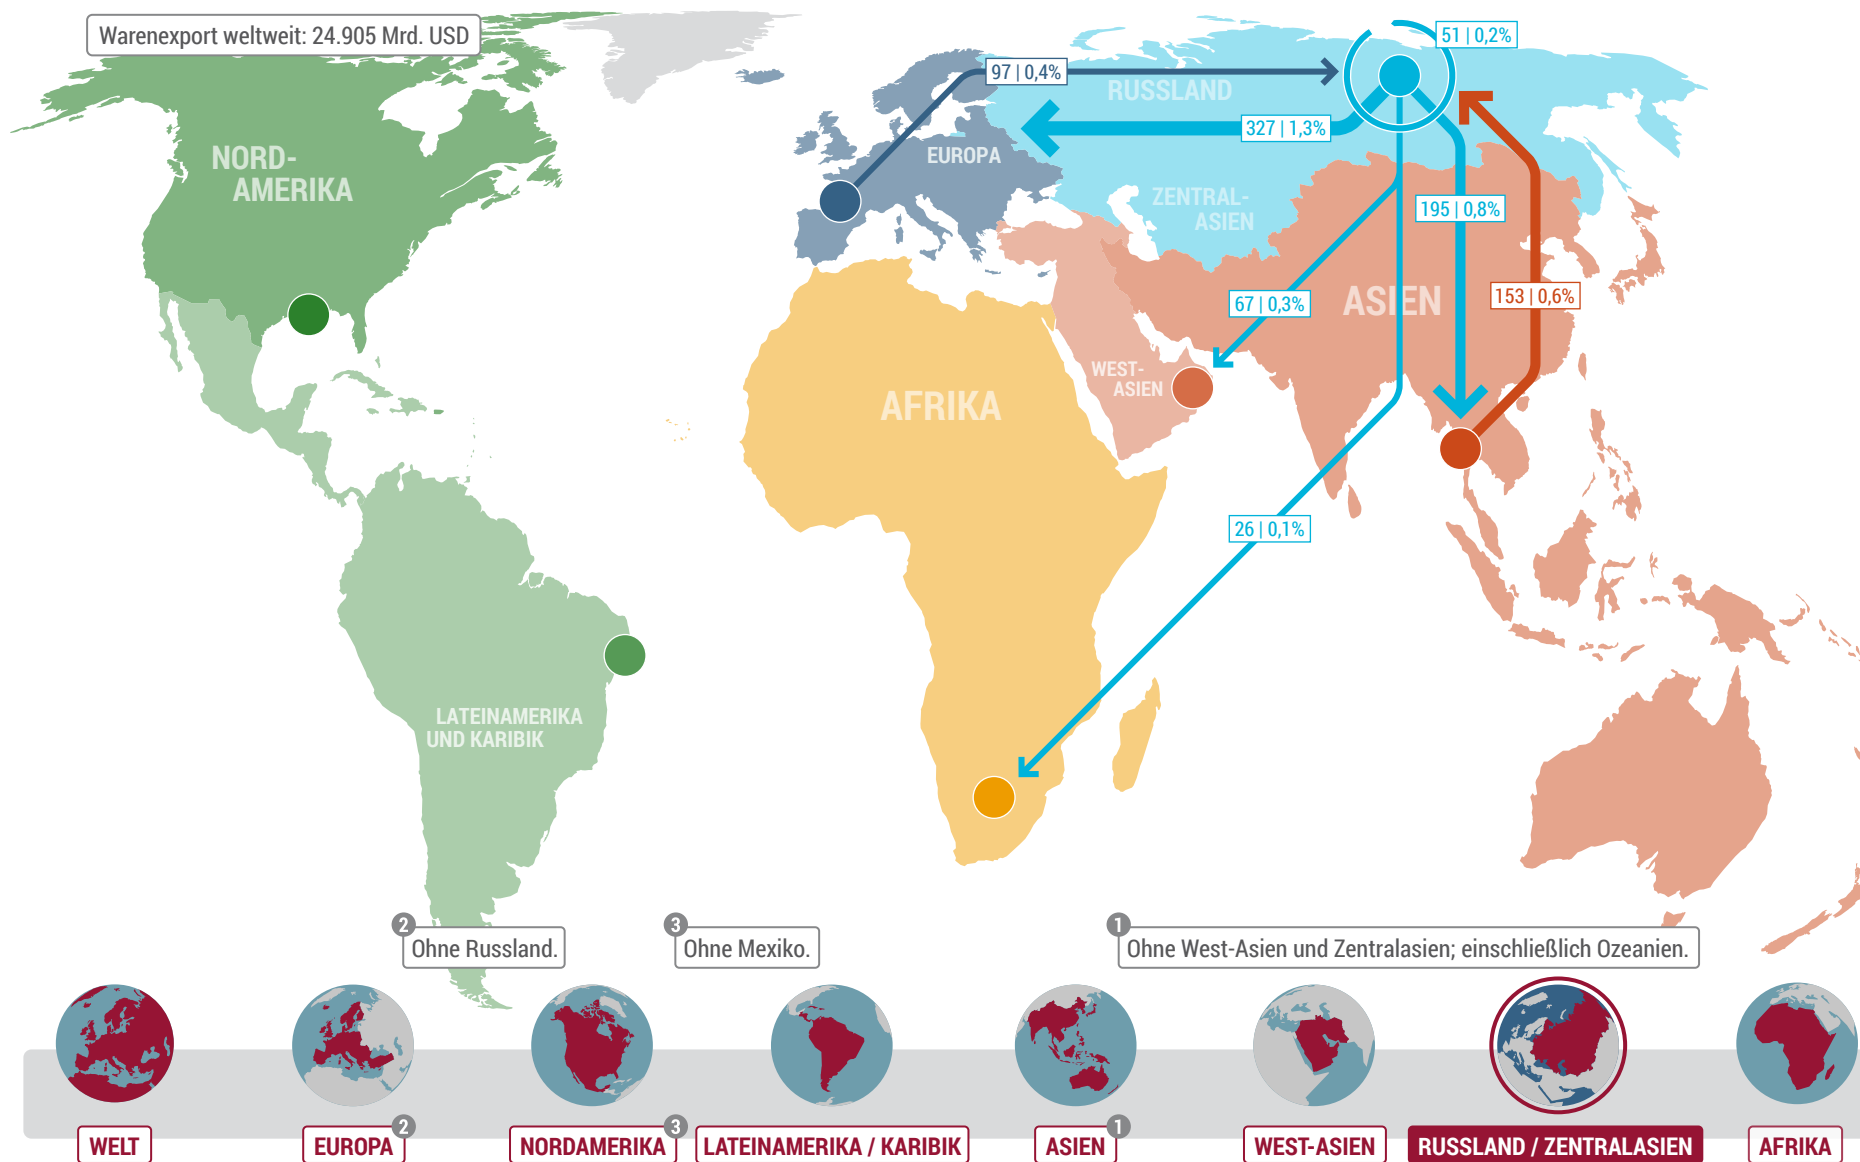 Warenexport weltweit: 24.905 Mrd. USD
51 | 0,2%
97 | 0,4%
RUSSLAND
327 | 1,3%
NORD-
AMERIKA
EUROPA
ZENTRAL-
ASIEN
195 | 0,8%
67 | 0,3%
ASIEN
153 | 0,6%
WEST-
ASIEN
AFRIKA
26 | 0,1%
LATEINAMERIKA
UND KARIBIK
2
Ohne Russland.
3
Ohne Mexiko.
1
Ohne West-Asien und Zentralasien; einschließlich Ozeanien.
WELT
EUROPA 2
NORDAMERIKA 3
LATEINAMERIKA / KARIBIK
ASIEN 1
WEST-ASIEN
RUSSLAND / ZENTRALASIEN
AFRIKA